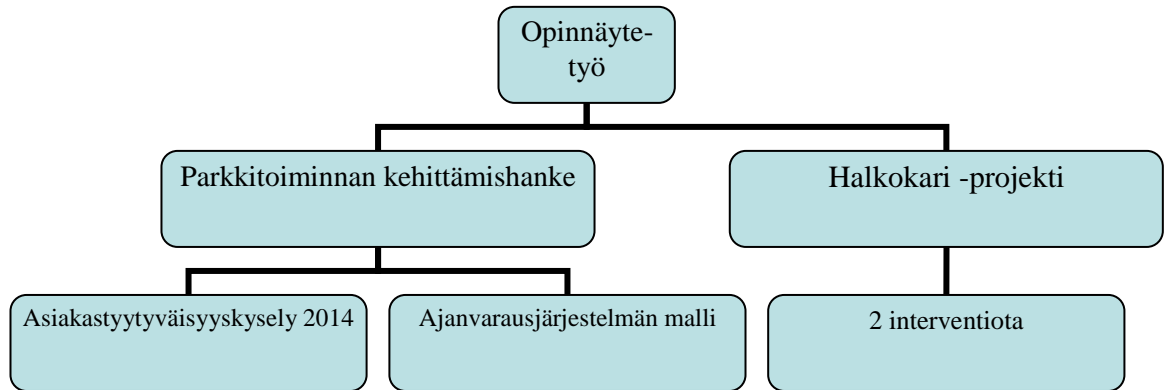 Opinnäyte-
työ
Parkkitoiminnan kehittämishanke
Halkokari -projekti
Asiakastyytyväisyyskysely 2014
Ajanvarausjärjestelmän malli
2 interventiota